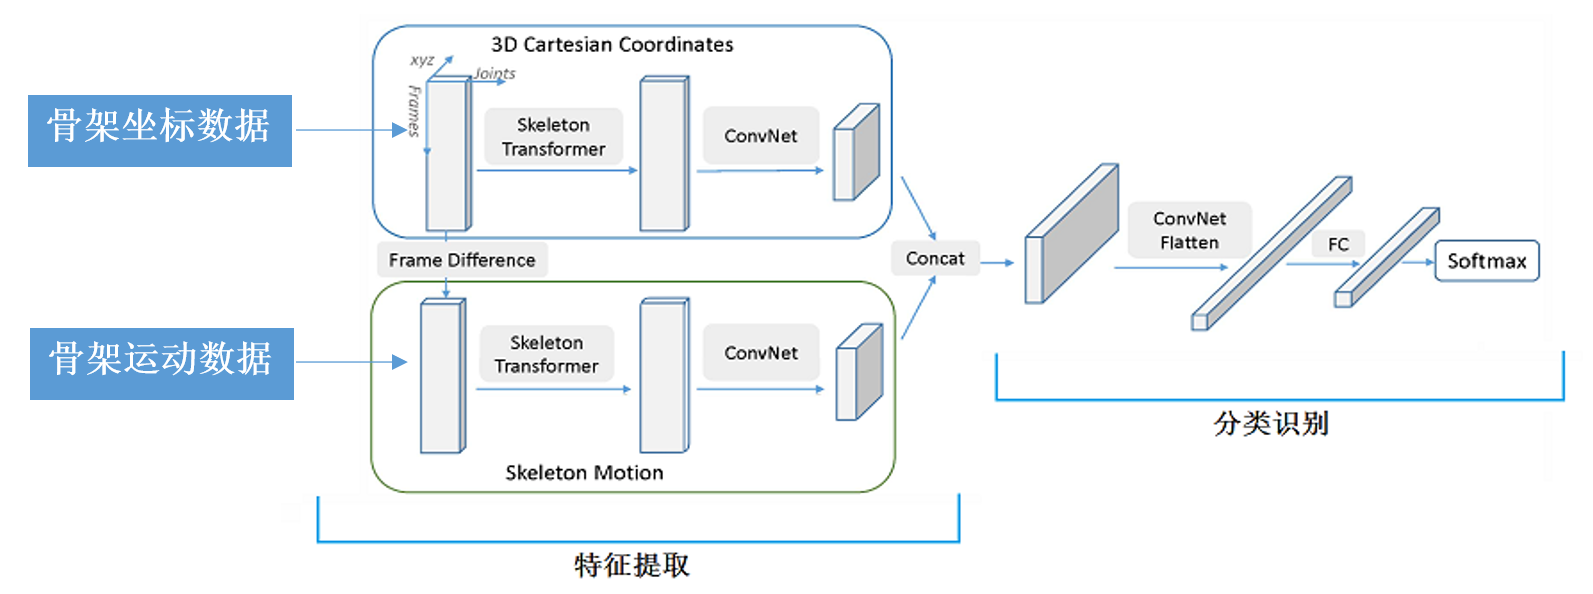 3D Cartesian Coordinates
xyz
Joints
Frames
骨架坐标数据
Skeleton
Transformer
ConvNet
Frame Difference
骨架运动数据
Skeleton
Transformer
ConvNet
Skeleton Motion
Concat
ConvNet
Flatten
FC
Softmax
分类识别
特征提取